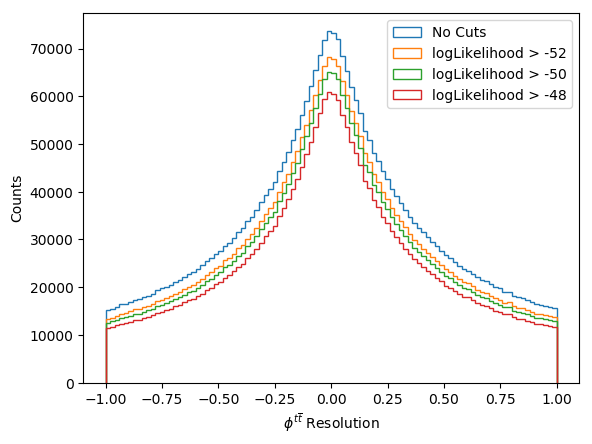 No Cuts
logLikelihood > -52
logLikelihood > -50
logLikelihood > -48
70000
60000
50000
40000
30000
20000
10000
0
Counts
−1.00 −0.75 −0.50 −0.25 0.00 0.25 0.50 0.75 1.00
ϕ^{tt̅} Resolution